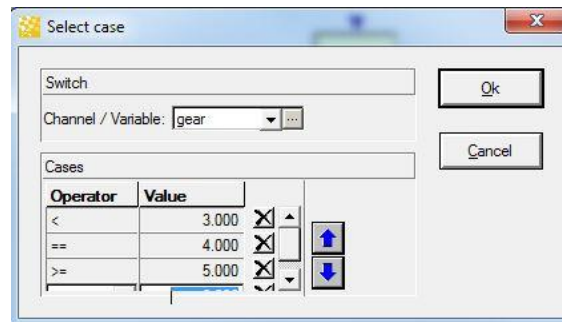 Select case
Switch
Channel / Variable: gear ...
Ok
Cancel
Cases
Operator Value
< 3.000
== 4.000
>= 5.000